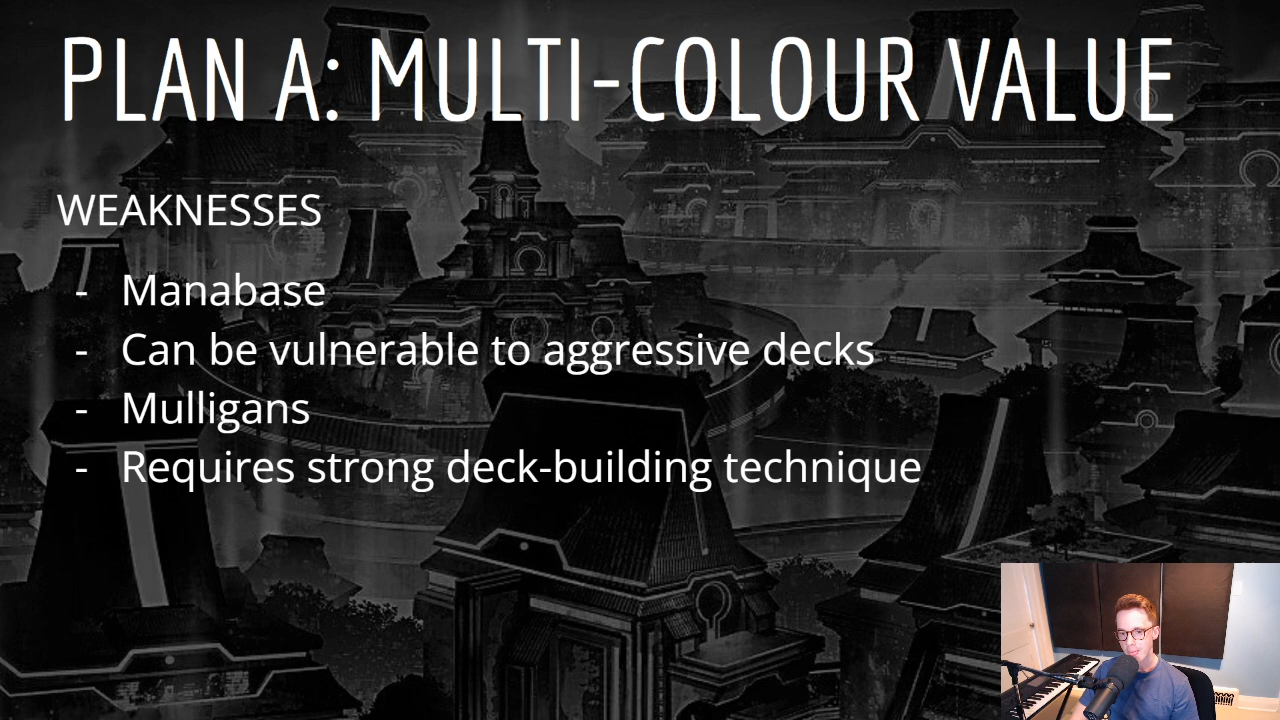 PLAN A: MULTI-COLOUR VALUE
WEAKNESSES
- Manabase
- Can be vulnerable to aggressive decks
- Mulligans
- Requires strong deck-building technique